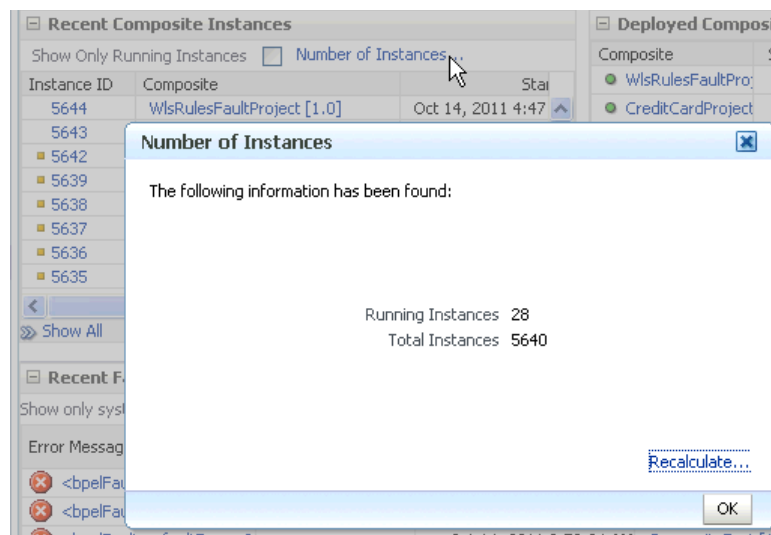 Recent Composite Instances
Deployed Compos
Show Only Running Instances Number of Instances...
Composite
Instance ID Composite Star
WlsRulesFaultProj
5644 WlsRulesFaultProject [1.0] Oct 14, 2011 4:47
CreditCardProject
5643
Number of Instances
5642
5639
The following information has been found:
5638
5637
5636
5635
Running Instances 28
Total Instances 5640
Show All
Recent F
Show only syst
Error Messag
Recalculate...
<bpelFau
<bpelFau
OK